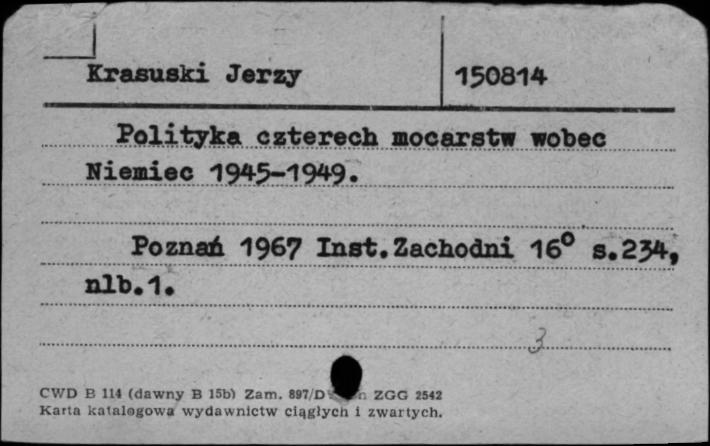 Krasuski Jerzy 150814
Polityka czterech mocarstw wobec
Niemiec 1945-1949.
Poznań 1967 Inst.Zachodni 16° s.234,
nlb.1.
3
CWD B 114 (dawny B 15b) Zam. 897/D ZGG 2542
Karta katalogowa wydawnictw ciągłych i zwartych.